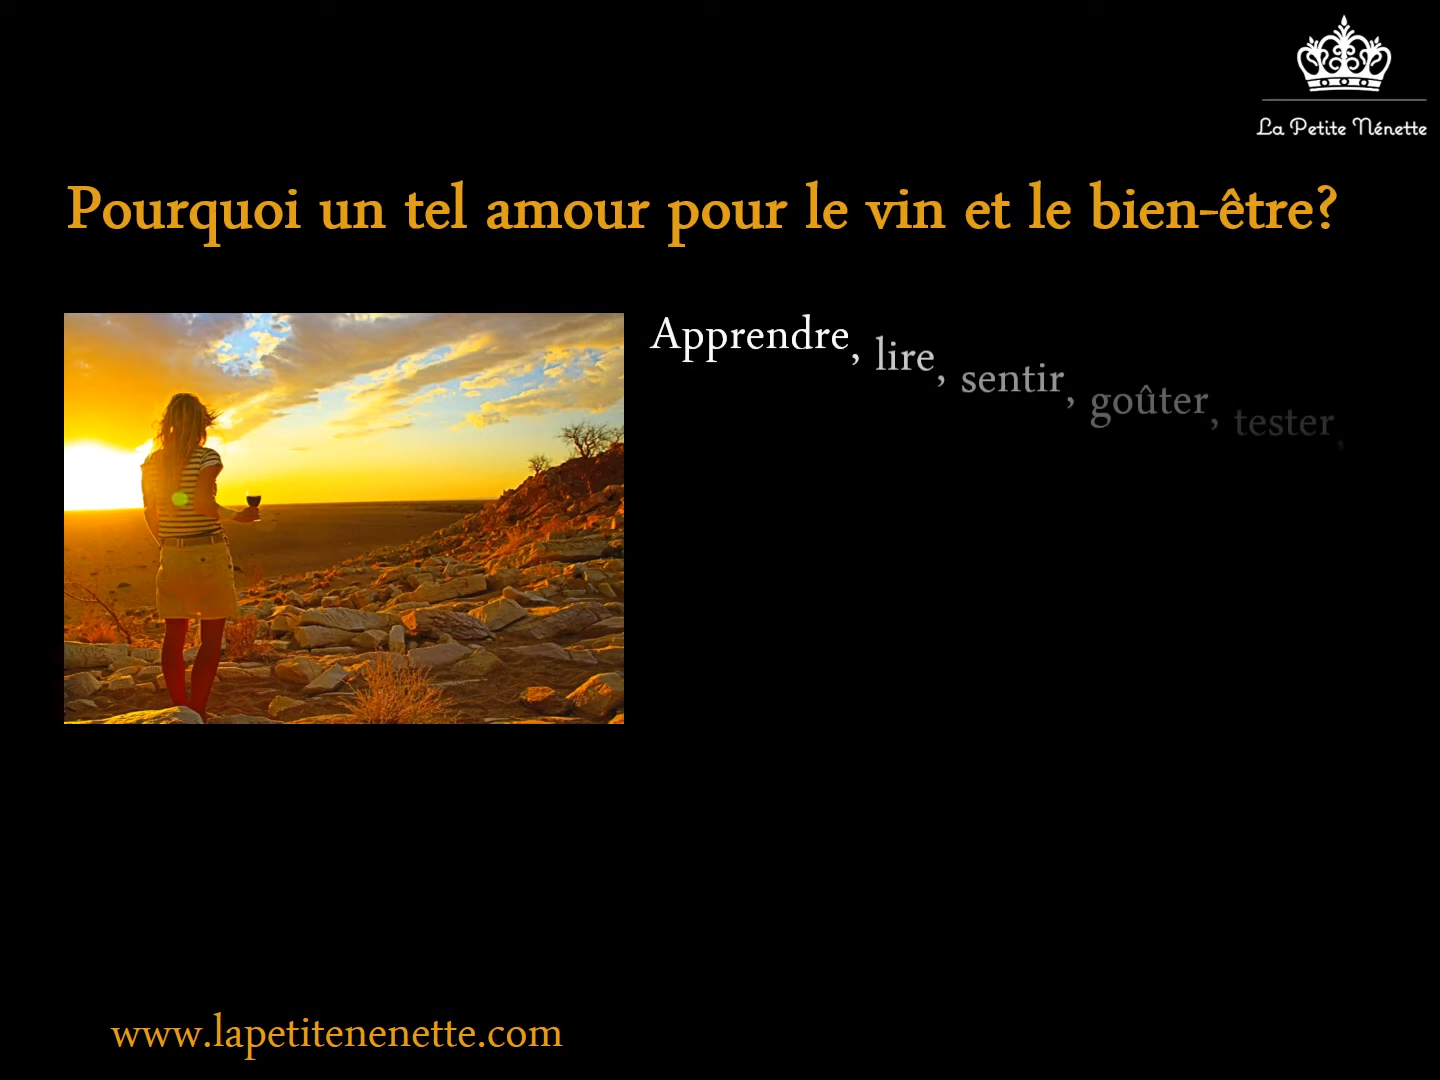 La Petite Nénette
Pourquoi un tel amour pour le vin et le bien-être?
Apprendre, lire, sentir, goûter, tester,
www.lapetitenenette.com